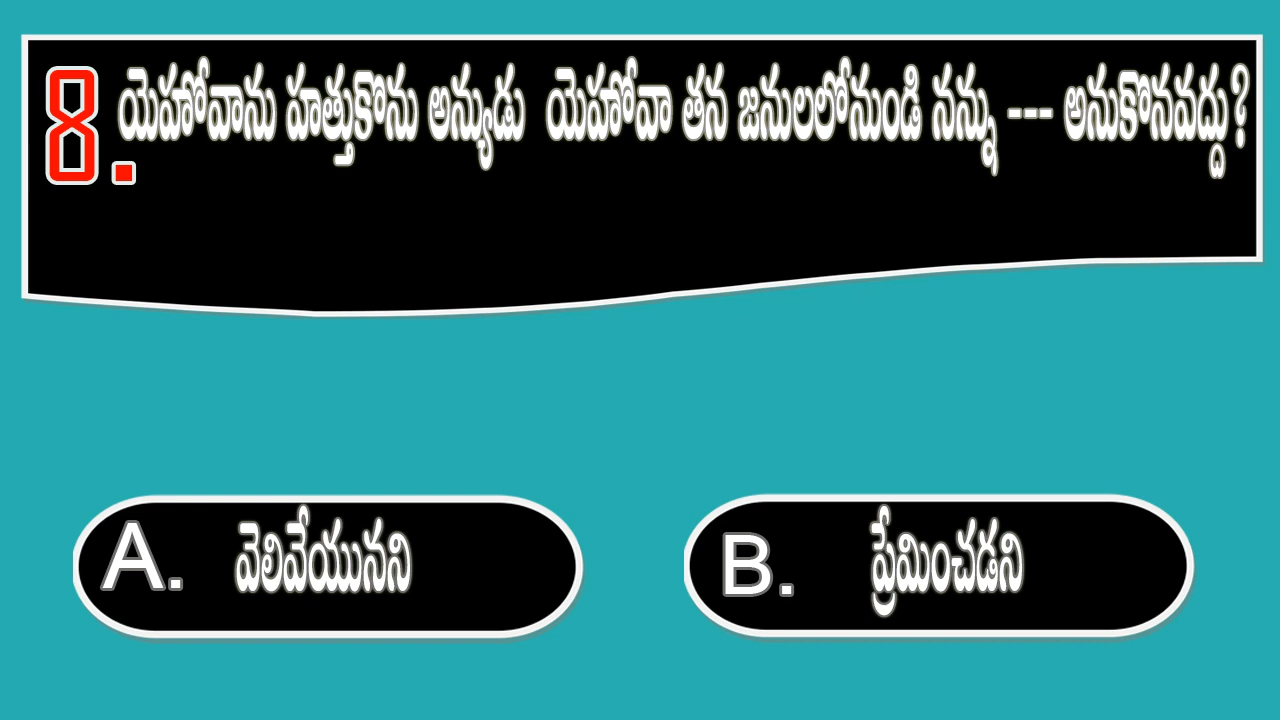 8. యెహోవాను హత్తుకొను అన్యుడు యెహోవా తన జనులలోనుండి నన్ను --- అనుకొనవద్దు?
A. వెలివేయునని
B. ప్రేమించడని